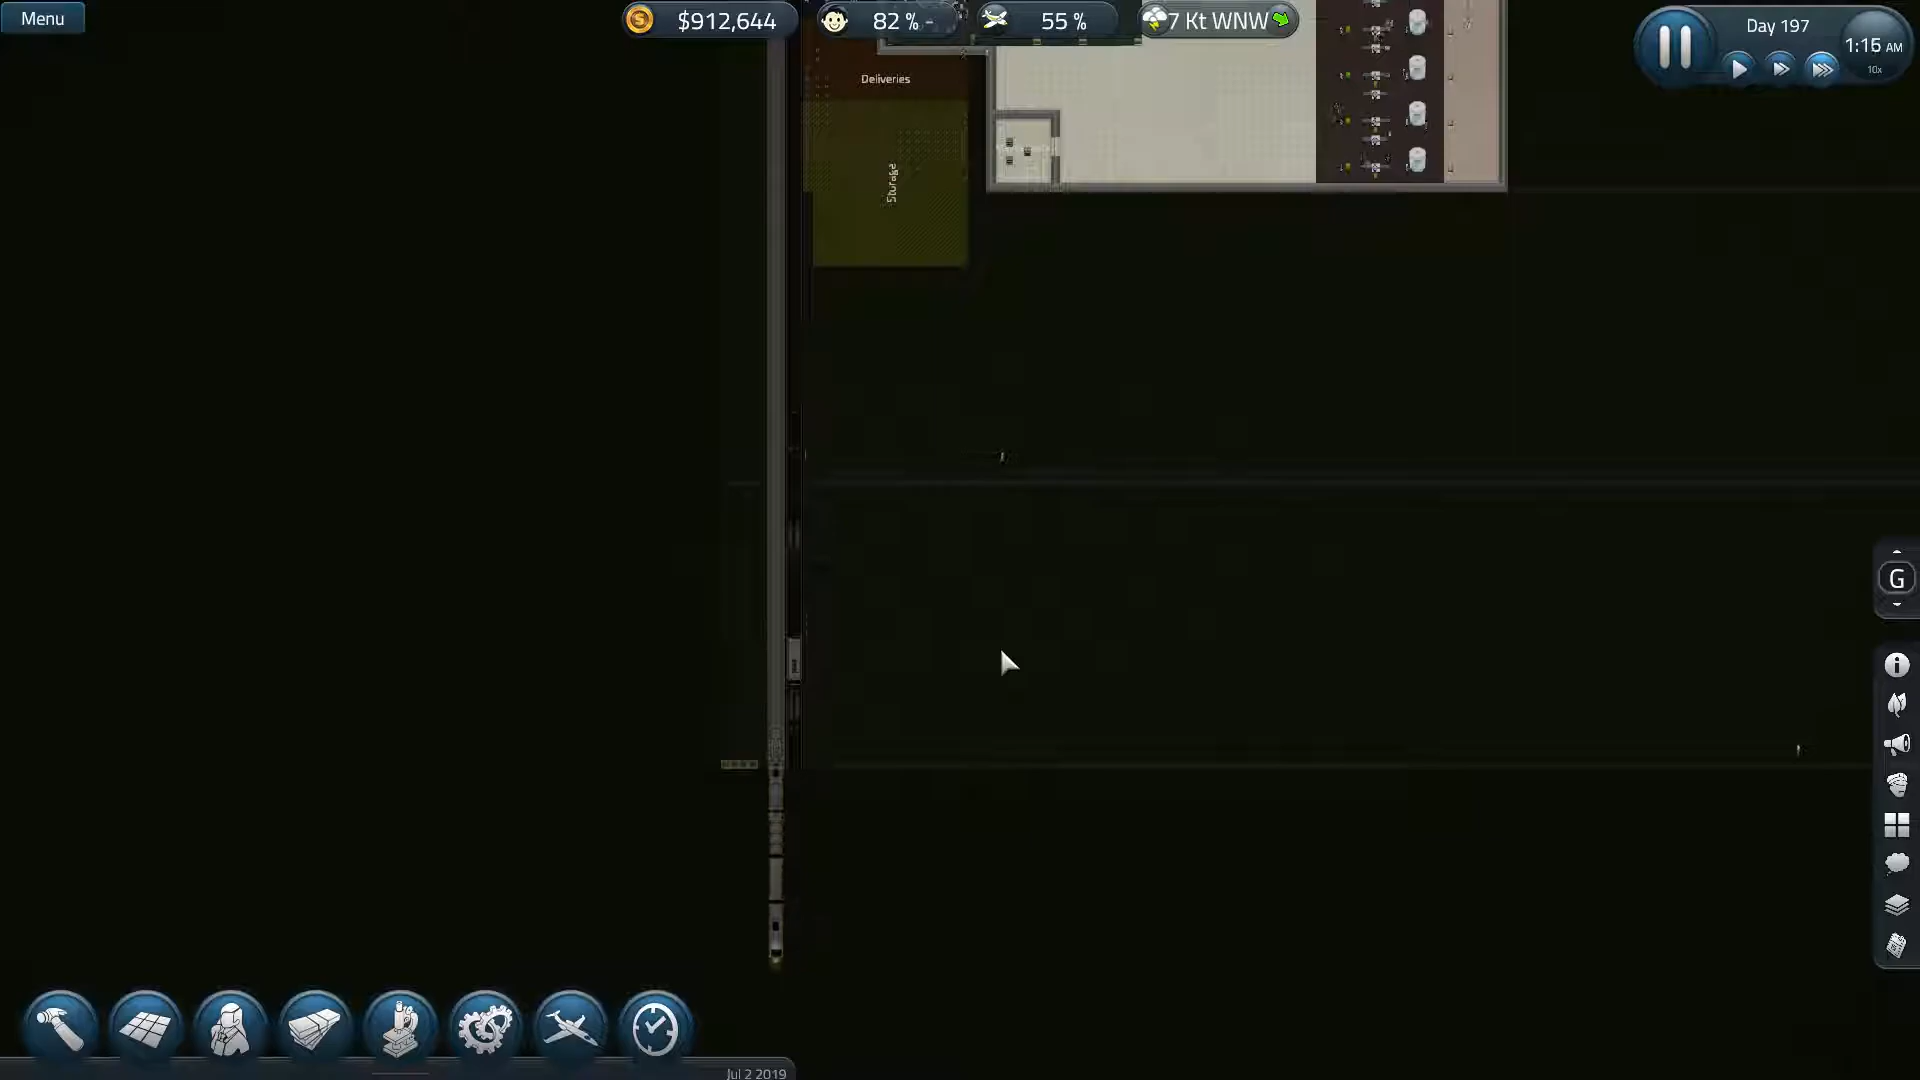 Menu
$912,644
82 % -
55 %
7 Kt WNW
Day 197
1:15 AM
10x
Deliveries
Storage
G
Jul 2 2019